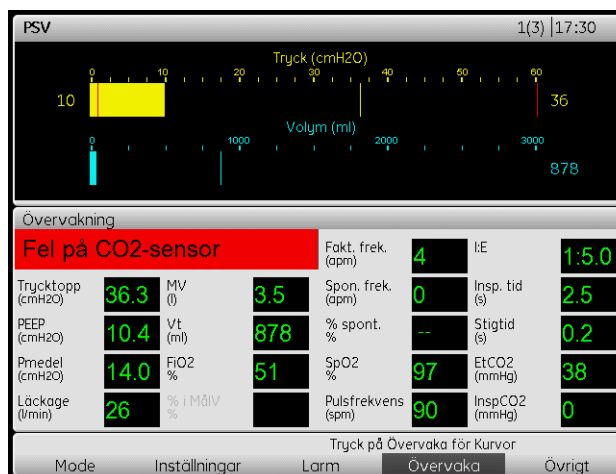 PSV 1(3) |17:30
Tryck (cmH2O)
0 10 20 30 40 50 60
10 36
Volym (ml)
0 1000 2000 3000
878
Övervakning
Fel på CO2-sensor
Fakt. frek. (apm) 4 I:E 1:5.0
Trycktopp (cmH2O) 36.3 MV (l) 3.5 Spon. frek. (apm) 0 Insp. tid (s) 2.5
PEEP (cmH2O) 10.4 Vt (ml) 878 % spont. % -- Stigtid (s) 0.2
Pmedel (cmH2O) 14.0 FiO2 % 51 SpO2 % 97 EtCO2 (mmHg) 38
Läckage (l/min) 26 % i MålV % Pulsfrekvens (spm) 90 InspCO2 (mmHg) 0
Tryck på Övervaka för Kurvor
Mode Inställningar Larm Övervaka Övrigt